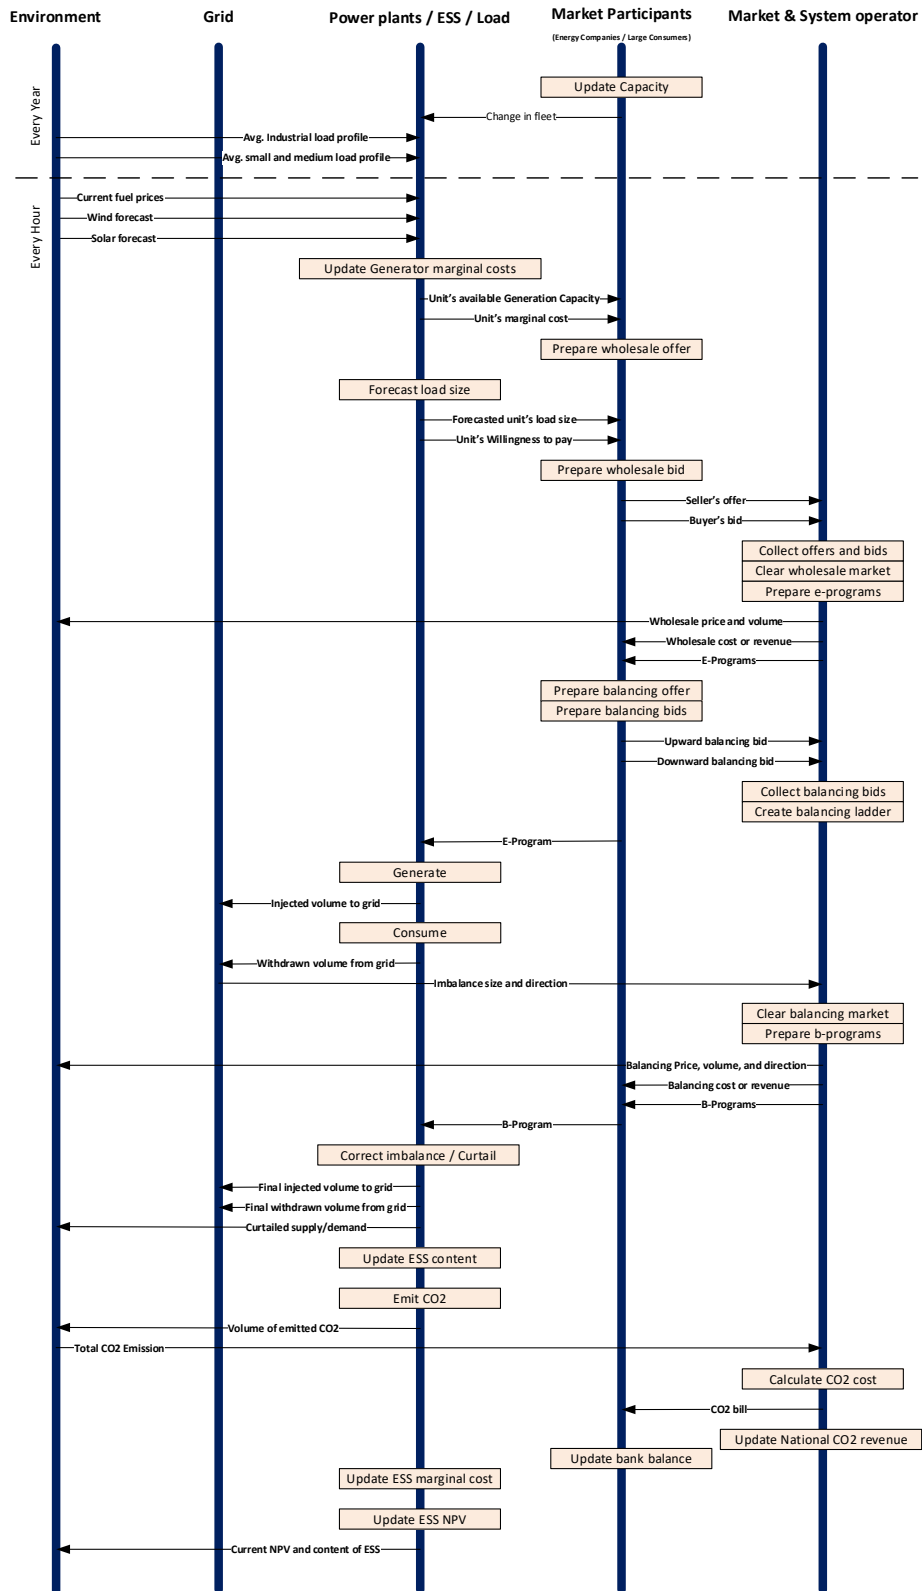 Environment
Grid
Power plants / ESS / Load
Market Participants
(Energy Companies / Large Consumers)
Market & System operator
Every Year
Update Capacity
Change in fleet
Avg. Industrial load profile
Avg. small and medium load profile
Every Hour
Current fuel prices
Wind forecast
Solar forecast
Update Generator marginal costs
Unit's available Generation Capacity
Unit's marginal cost
Prepare wholesale offer
Forecast load size
Forecasted unit's load size
Unit's Willingness to pay
Prepare wholesale bid
Seller's offer
Buyer's bid
Collect offers and bids
Clear wholesale market
Prepare e-programs
Wholesale price and volume
Wholesale cost or revenue
E-Programs
Prepare balancing offer
Prepare balancing bids
Upward balancing bid
Downward balancing bid
Collect balancing bids
Create balancing ladder
E-Program
Generate
Injected volume to grid
Consume
Withdrawn volume from grid
Imbalance size and direction
Clear balancing market
Prepare b-programs
Balancing Price, volume, and direction
Balancing cost or revenue
B-Programs
B-Program
Correct imbalance / Curtail
Final injected volume to grid
Final withdrawn volume from grid
Curtailed supply/demand
Update ESS content
Emit CO2
Volume of emitted CO2
Total CO2 Emission
Calculate CO2 cost
CO2 bill
Update National CO2 revenue
Update bank balance
Update ESS marginal cost
Update ESS NPV
Current NPV and content of ESS